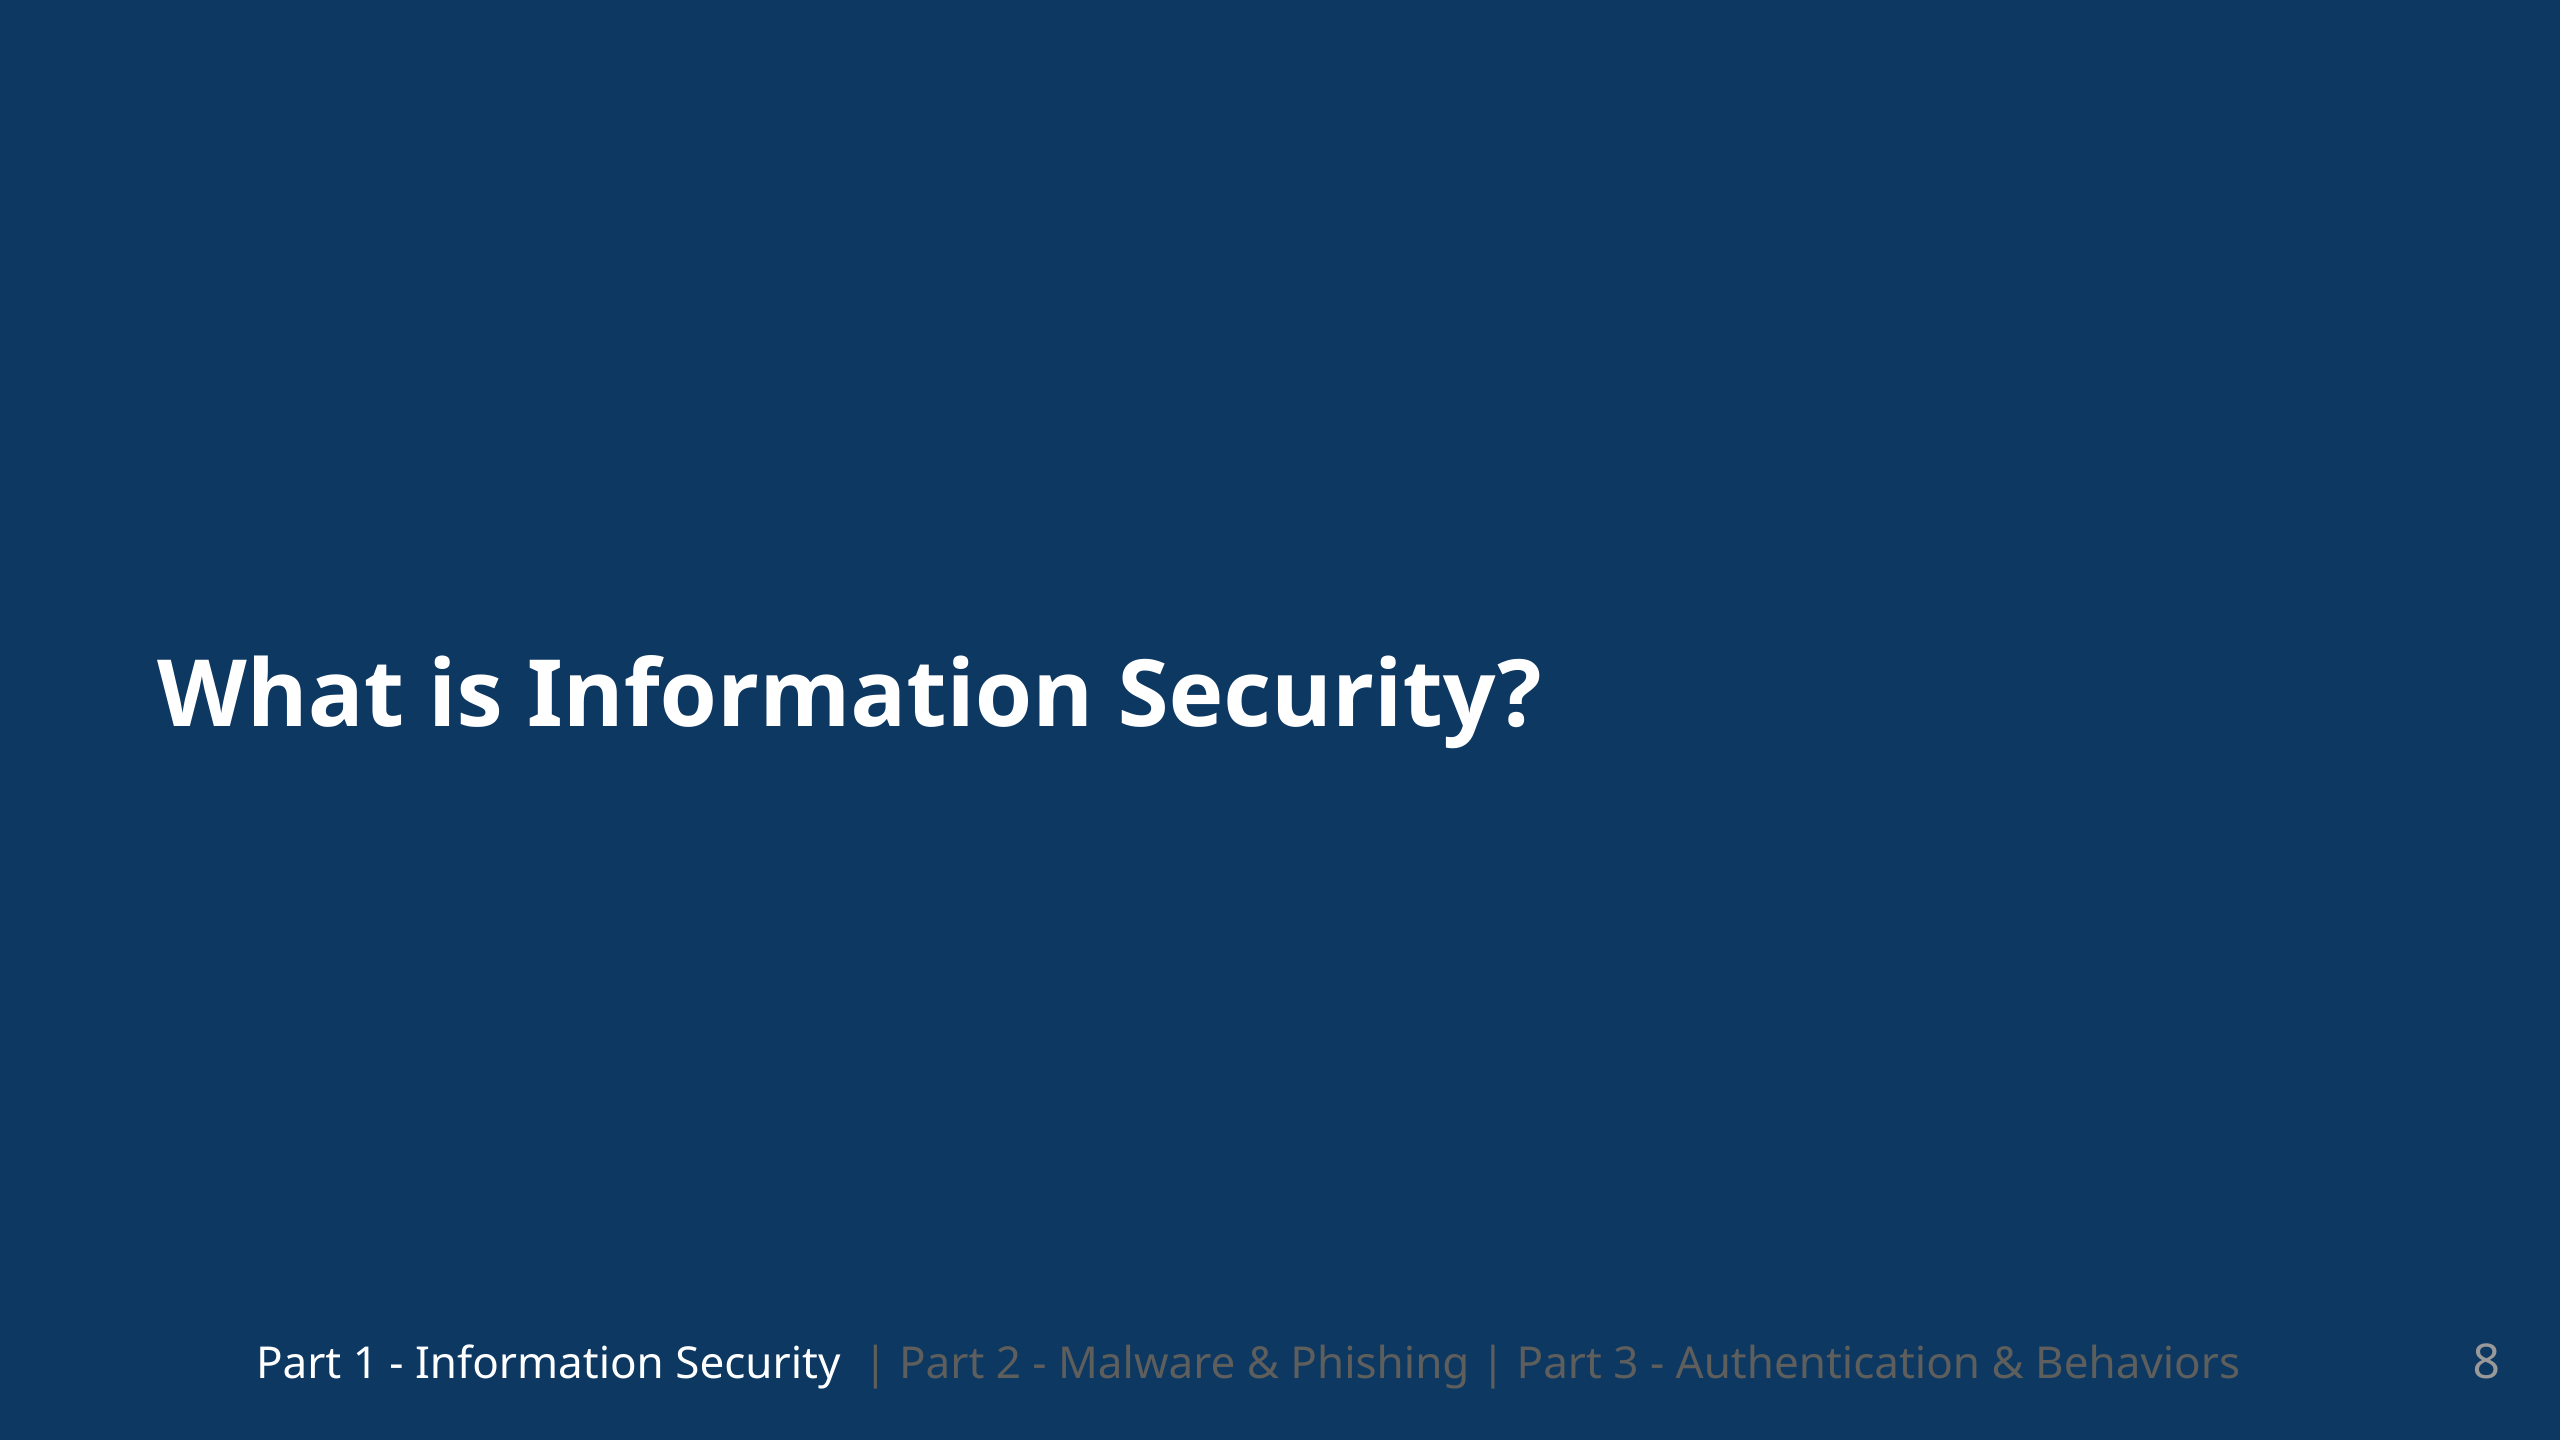 What is Information Security?
Part 1 - Information Security | Part 2 - Malware & Phishing | Part 3 - Authentication & Behaviors 8